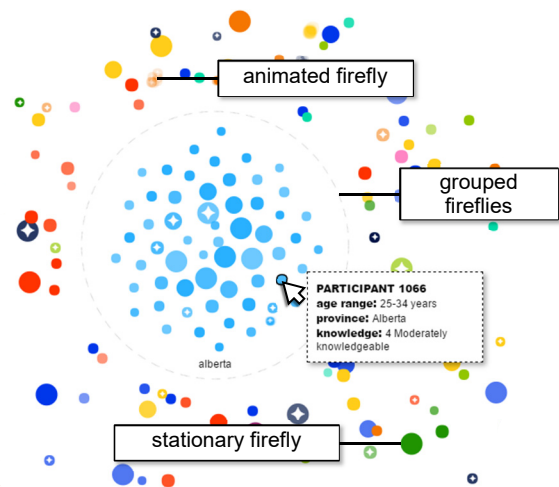 animated firefly
grouped
fireflies
PARTICIPANT 1066
age range: 25-34 years
province: Alberta
knowledge: 4 Moderately
knowledgeable
alberta
stationary firefly